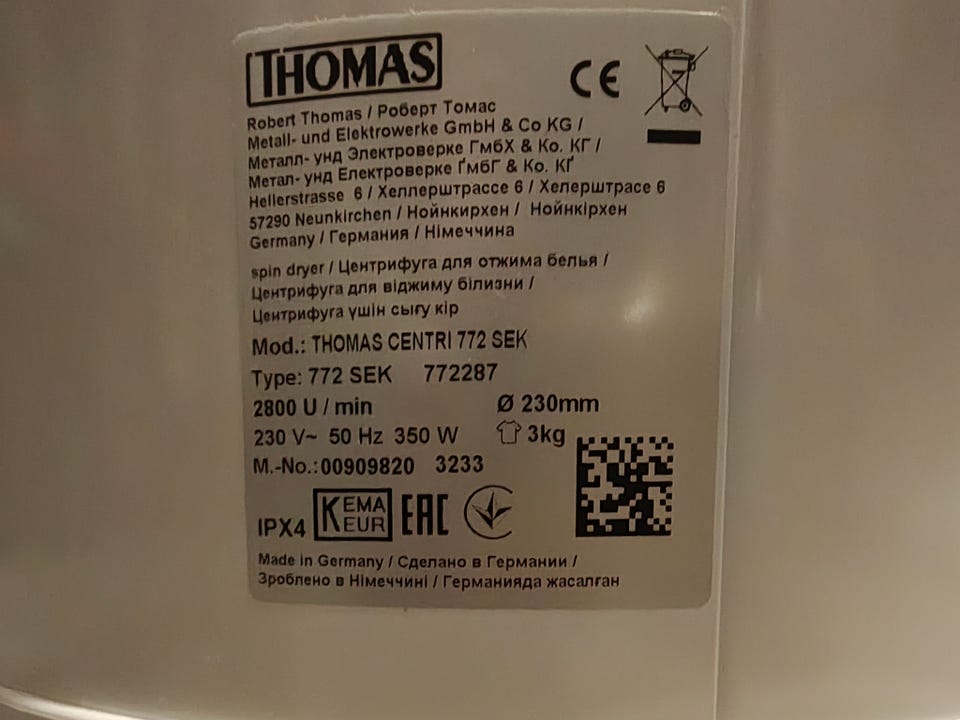 THOMAS
CE
Robert Thomas / Роберт Томас
Metall- und Elektrowerke GmbH & Co KG /
Металл- унд Электроверке ГмбХ & Ко. КГ /
Метал- унд Електроверке ҐмбГ & Ко. КҐ
Hellerstrasse 6 / Хеллерштрассе 6 / Хелерштрасе 6
57290 Neunkirchen / Нойнкирхен / Нойнкірхен
Germany / Германия / Німеччина
spin dryer / Центрифуга для отжима белья /
Центрифуга для віджиму білизни /
Центрифуга үшін сығу кір
Mod.: THOMAS CENTRI 772 SEK
Type: 772 SEK 772287
2800 U / min Ø 230mm
230 V~ 50 Hz 350 W 3kg
M.-No.:00909820 3233
IPX4 KEMA EUR EAC
Made in Germany / Сделано в Германии /
Зроблено в Німеччині / Германияда жасалған